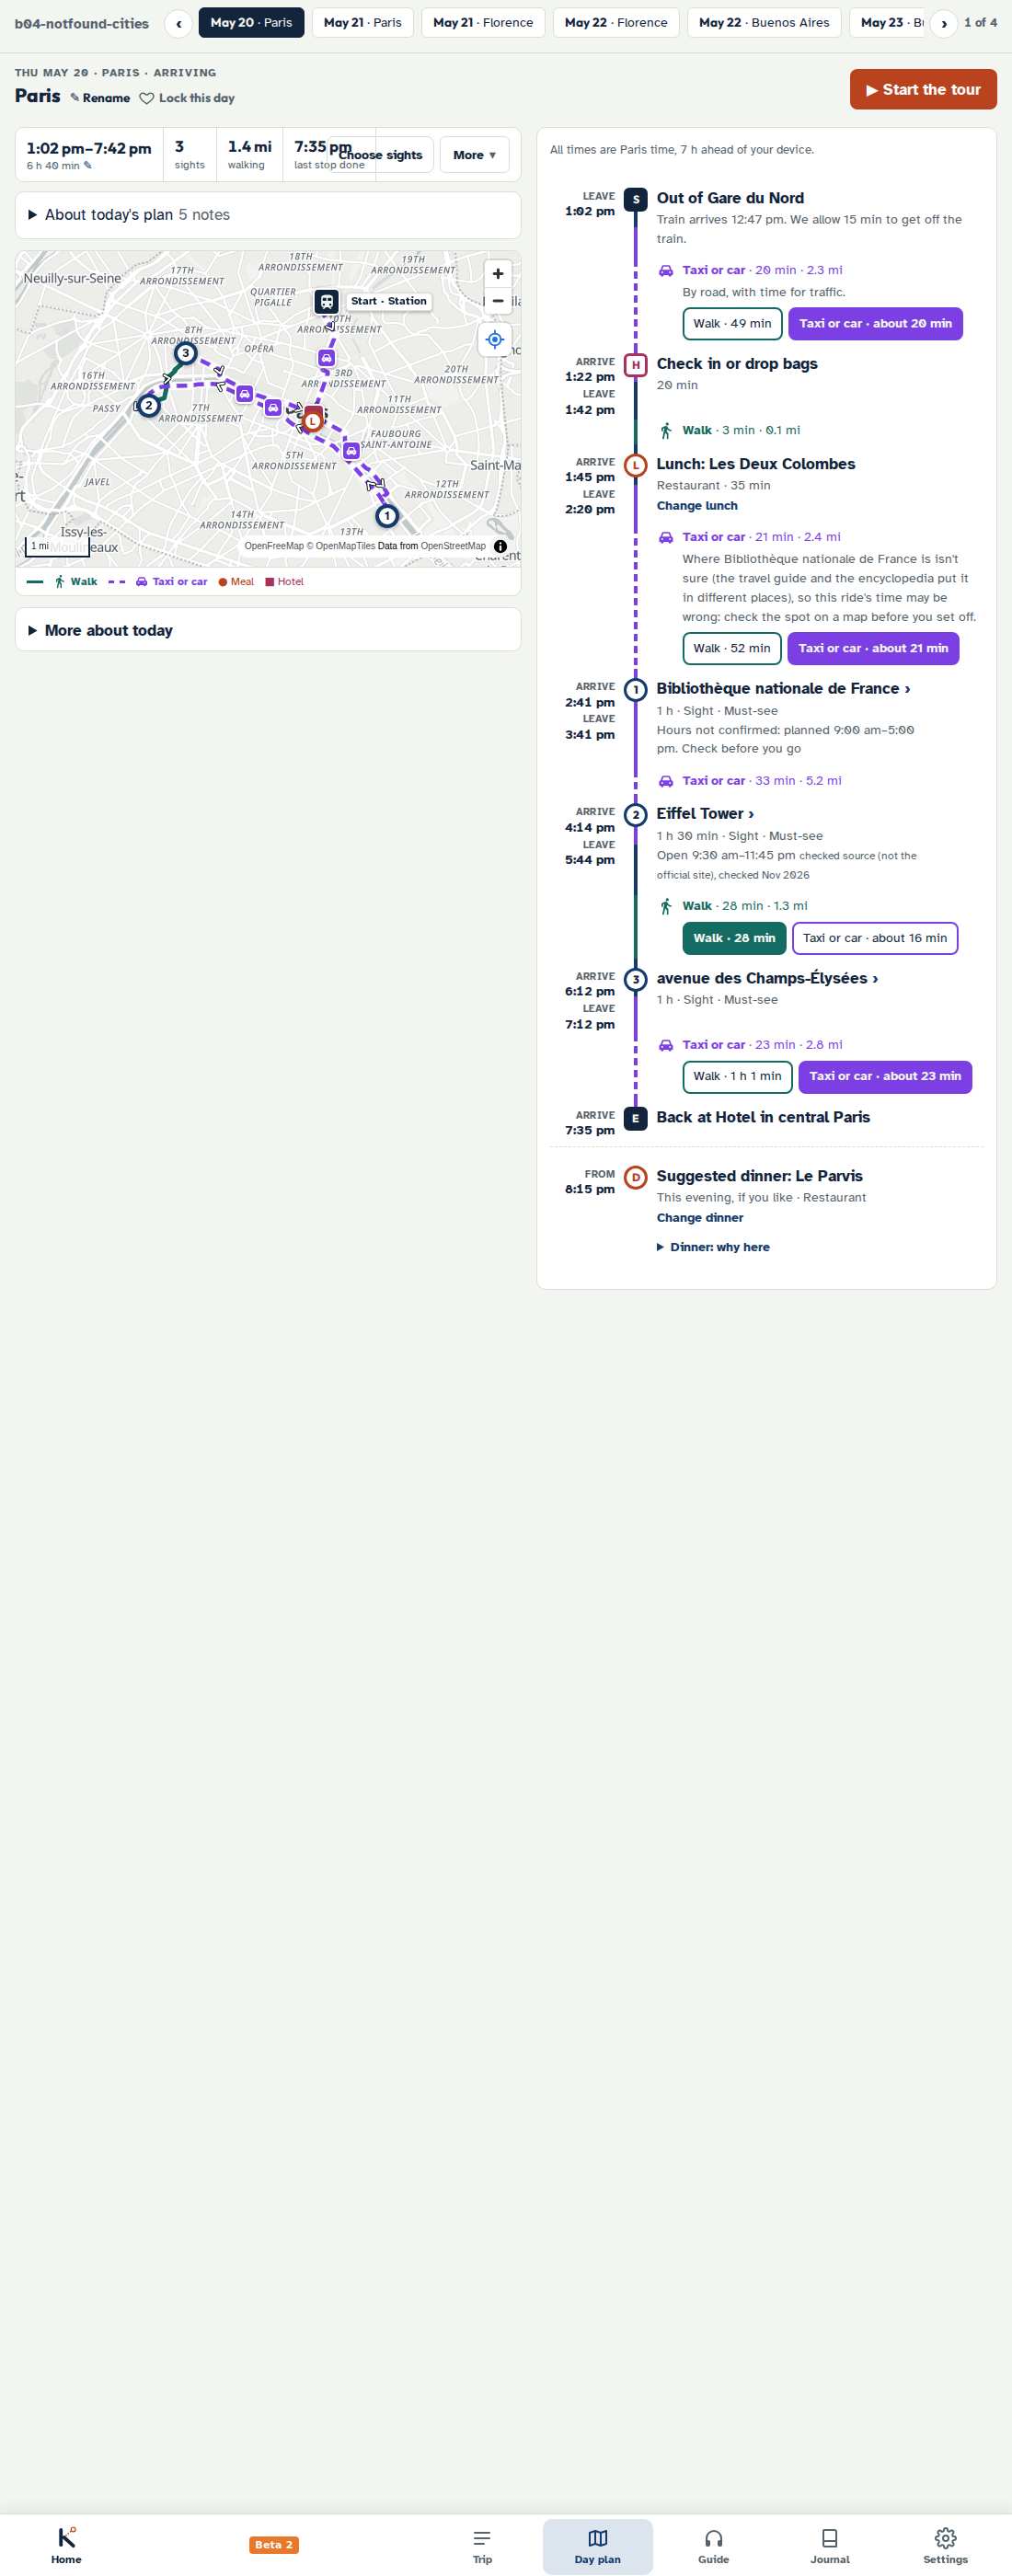 b04-notfound-cities
‹
May 20 · Paris
May 21 · Paris
May 21 · Florence
May 22 · Florence
May 22 · Buenos Aires
May 23 ·
›
1 of 4
THU MAY 20 · PARIS · ARRIVING
Paris
✎ Rename
Lock this day
▶ Start the tour
1:02 pm–7:42 pm
6 h 40 min ✎
3
sights
1.4 mi
walking
7:35 pm
last stop done
Choose sights
More ▾
▶ About today's plan 5 notes
Neuilly-sur-Seine
17TH
ARRONDISSEMENT
18TH
ARRONDISSEMENT
19TH
ARRONDISSEMENT
QUARTIER
PIGALLE
Start · Station
8TH
ARRONDISSEMENT
OPÉRA
3
16TH
ARRONDISSEMENT
20TH
ARRONDISSEMENT
PASSY
2
7TH
ARRONDISSEMENT
11TH
ARRONDISSEMENT
L
FAUBOURG
SAINT-ANTOINE
5TH
ARRONDISSEMENT
Saint-Ma
JAVEL
12TH
ARRONDISSEMENT
14TH
ARRONDISSEMENT
1
13TH
Issy-les-
1 mi
OpenFreeMap © OpenMapTiles Data from OpenStreetMap
Walk
Taxi or car
Meal
Hotel
▶ More about today
All times are Paris time, 7 h ahead of your device.
LEAVE
1:02 pm
S
Out of Gare du Nord
Train arrives 12:47 pm. We allow 15 min to get off the
train.
Taxi or car · 20 min · 2.3 mi
By road, with time for traffic.
Walk · 49 min
Taxi or car · about 20 min
ARRIVE
1:22 pm
LEAVE
1:42 pm
H
Check in or drop bags
20 min
Walk · 3 min · 0.1 mi
ARRIVE
1:45 pm
LEAVE
2:20 pm
L
Lunch: Les Deux Colombes
Restaurant · 35 min
Change lunch
Taxi or car · 21 min · 2.4 mi
Where Bibliothèque nationale de France isn't
sure (the travel guide and the encyclopedia put it
in different places), so this ride's time may be
wrong: check the spot on a map before you set off.
Walk · 52 min
Taxi or car · about 21 min
ARRIVE
2:41 pm
LEAVE
3:41 pm
1
Bibliothèque nationale de France ›
1 h · Sight · Must-see
Hours not confirmed: planned 9:00 am–5:00
pm. Check before you go
Taxi or car · 33 min · 5.2 mi
ARRIVE
4:14 pm
LEAVE
5:44 pm
2
Eiffel Tower ›
1 h 30 min · Sight · Must-see
Open 9:30 am–11:45 pm checked source (not the
official site), checked Nov 2026
Walk · 28 min · 1.3 mi
Walk · 28 min
Taxi or car · about 16 min
ARRIVE
6:12 pm
LEAVE
7:12 pm
3
avenue des Champs-Élysées ›
1 h · Sight · Must-see
Taxi or car · 23 min · 2.8 mi
Walk · 1 h 1 min
Taxi or car · about 23 min
ARRIVE
7:35 pm
E
Back at Hotel in central Paris
FROM
8:15 pm
D
Suggested dinner: Le Parvis
This evening, if you like · Restaurant
Change dinner
▶ Dinner: why here
Home
Beta 2
Trip
Day plan
Guide
Journal
Settings